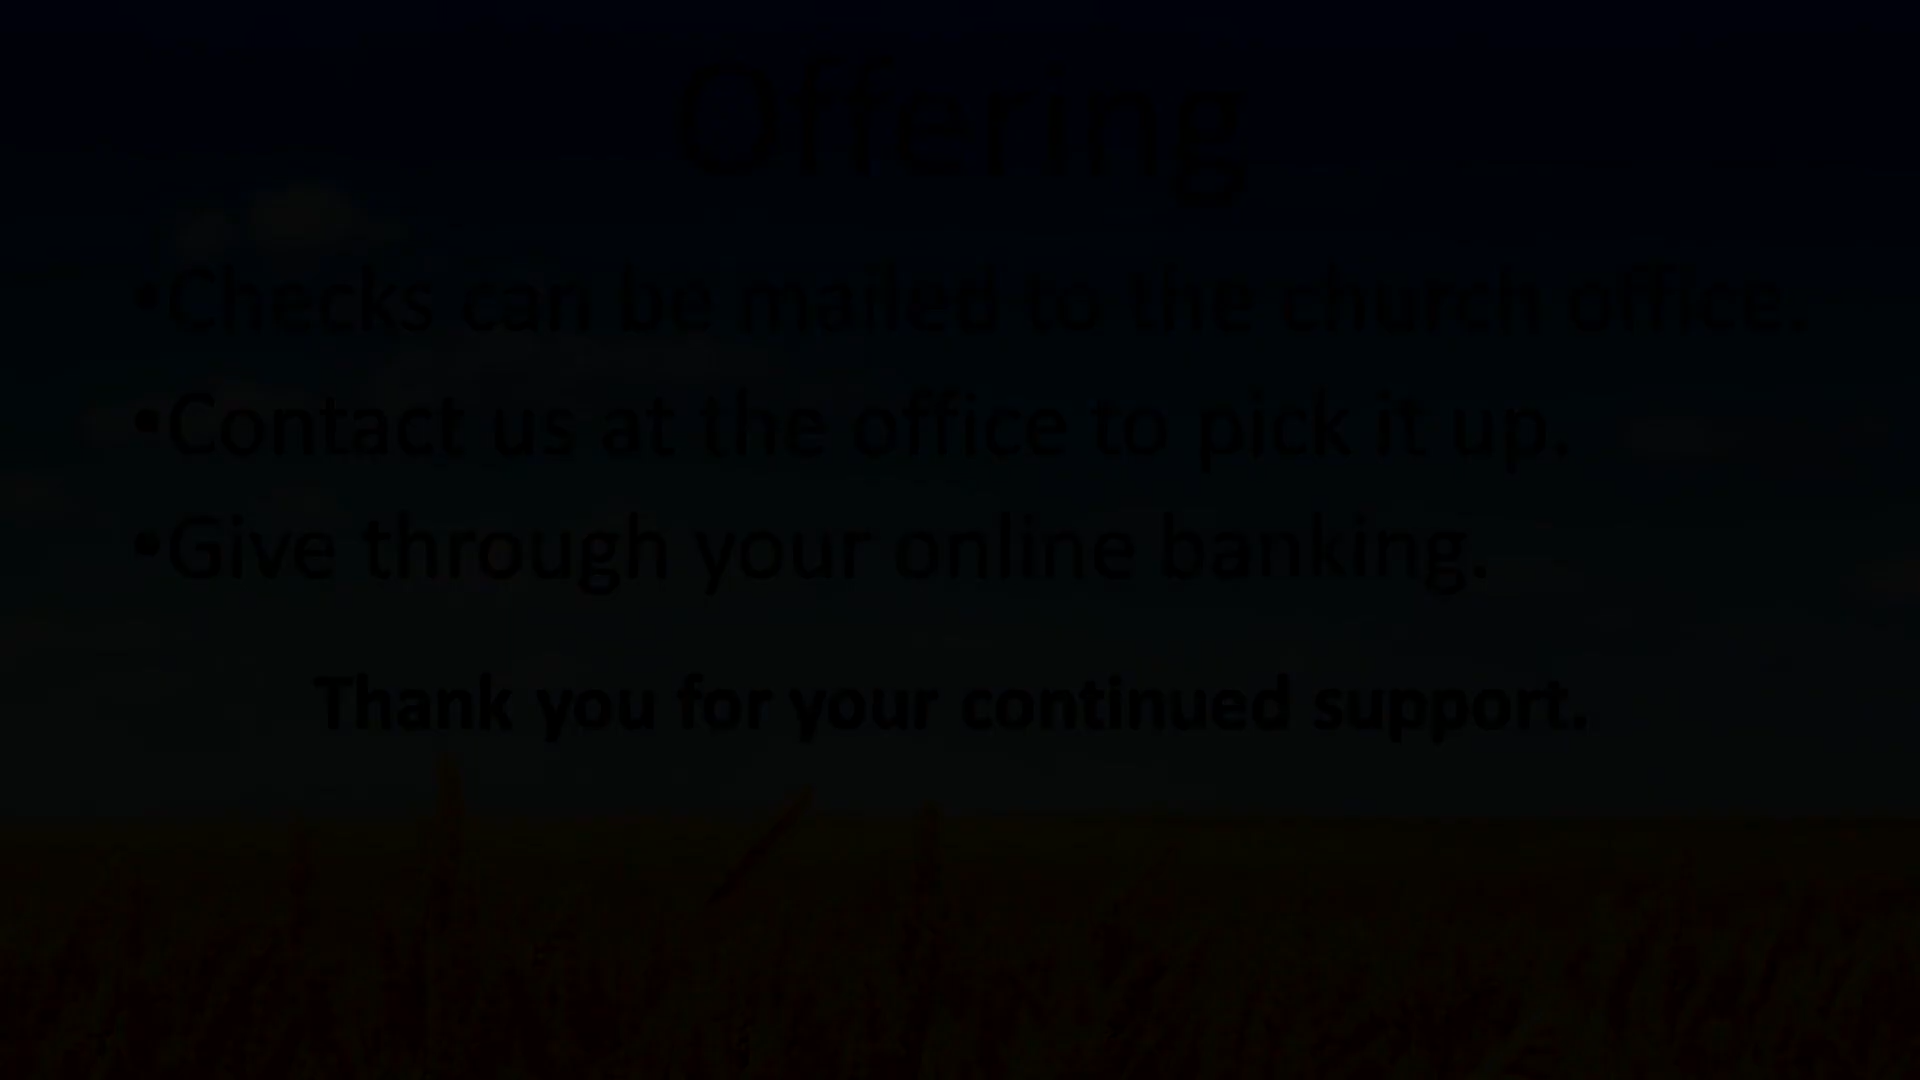 Offering
•Checks can be mailed to the church office.
•Contact us at the office to pick it up.
•Give through your online banking.
Thank you for your continued support.